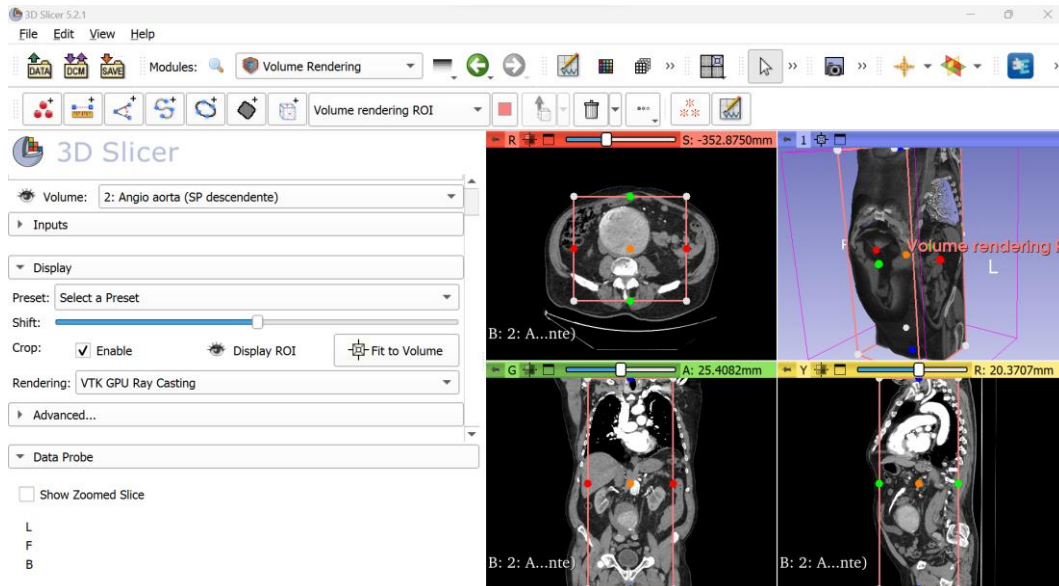 3D Slicer 5.2.1
File Edit View Help
DATA DCM SAVE Modules: Volume Rendering
Volume rendering ROI
3D Slicer
Volume: 2: Angio aorta (SP descendente)
Inputs
Display
Preset: Select a Preset
Shift:
Crop: Enable Display ROI Fit to Volume
Rendering: VTK GPU Ray Casting
Advanced...
Data Probe
Show Zoomed Slice
L
F
B
R S: -352.8750mm
B: 2: A...nte)
1
Volume rendering
L
G A: 25.4082mm
B: 2: A...nte)
Y R: 20.3707mm
B: 2: A...nte)